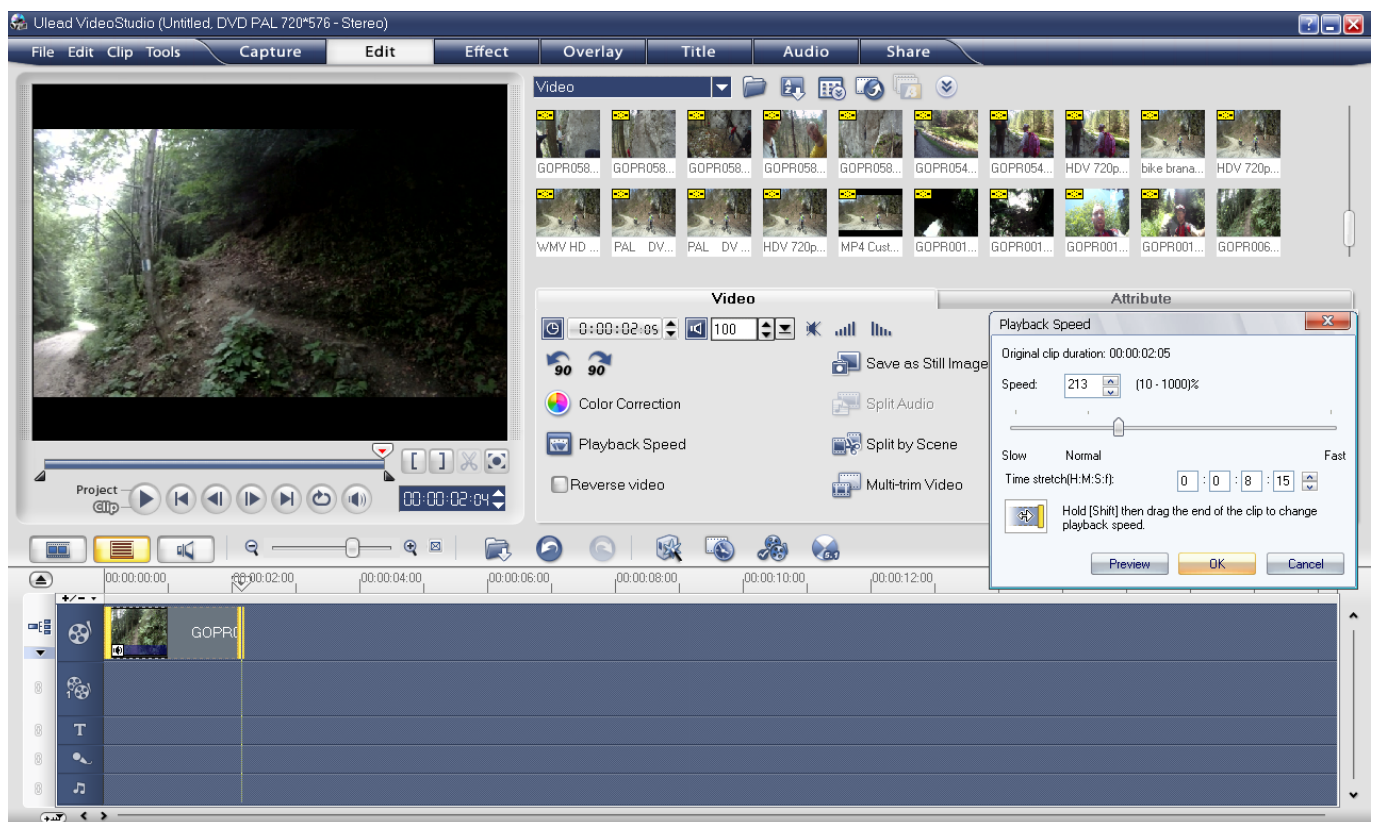 Ulead VideoStudio (Untitled, DVD PAL 720*576 - Stereo)
File Edit Clip Tools Capture Edit Effect Overlay Title Audio Share
Video
GOPR058... GOPR058... GOPR058... GOPR058... GOPR058... GOPR054... GOPR054... HDV 720p... bike brana... HDV 720p...
WMV HD ... PAL DV... PAL DV ... HDV 720p... MP4 Cust... GOPR001... GOPR001... GOPR001... GOPR001... GOPR006...
Video Attribute
0:00:02:05 100
90 90
Save as Still Image
Color Correction
Split Audio
Playback Speed
Split by Scene
Reverse video
Multi-trim Video
Playback Speed
Original clip duration: 00:00:02:05
Speed: 213 (10 - 1000)%
Slow Normal Fast
Time stretch(H:M:S:f): 0 : 0 : 8 : 15
Hold [Shift] then drag the end of the clip to change
playback speed.
Preview OK Cancel
[ ]
Project
Clip
00:00:02:04
5.1
00:00:00:00 00:00:02:00 00:00:04:00 00:00:06:00 00:00:08:00 00:00:10:00 00:00:12:00
+/-
GOPR0
1
T